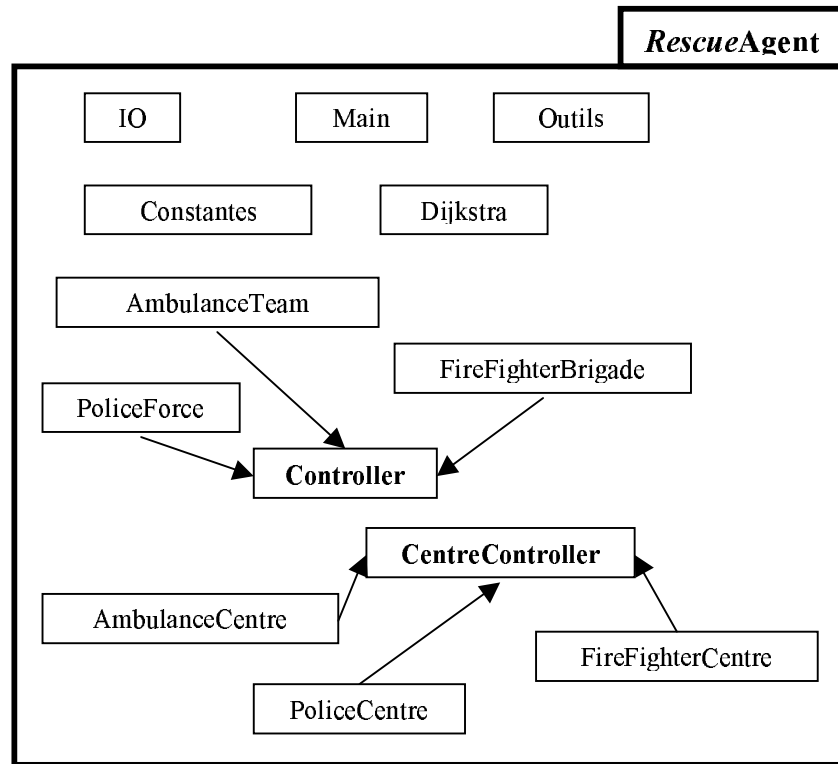 RescueAgent
IO
Main
Outils
Constantes
Dijkstra
AmbulanceTeam
FireFighterBrigade
PoliceForce
Controller
CentreController
AmbulanceCentre
FireFighterCentre
PoliceCentre